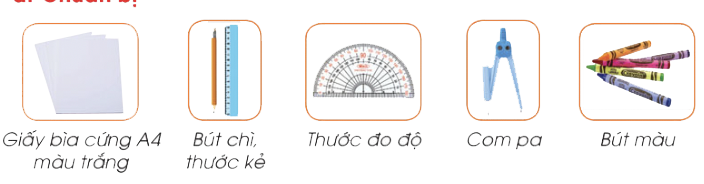 a. Chuẩn bị
Giấy bìa cứng A4
màu trắng
Bút chì,
thước kẻ
Thước đo độ
Com pa
Bút màu